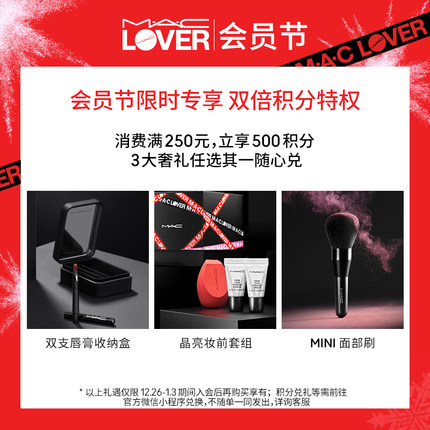 MAC
LOVER 会员节
M·A·C LOVER
会员节限时专享 双倍积分特权
消费满250元,立享500积分
3大奢礼任选其一随心兑
双支唇膏收纳盒
晶亮妆前套组
MINI 面部刷
* 以上礼遇仅限 12.26-1.3 期间入会后再购买享有; 积分兑礼等需前往
官方微信小程序兑换,不随单一同发出,详询客服